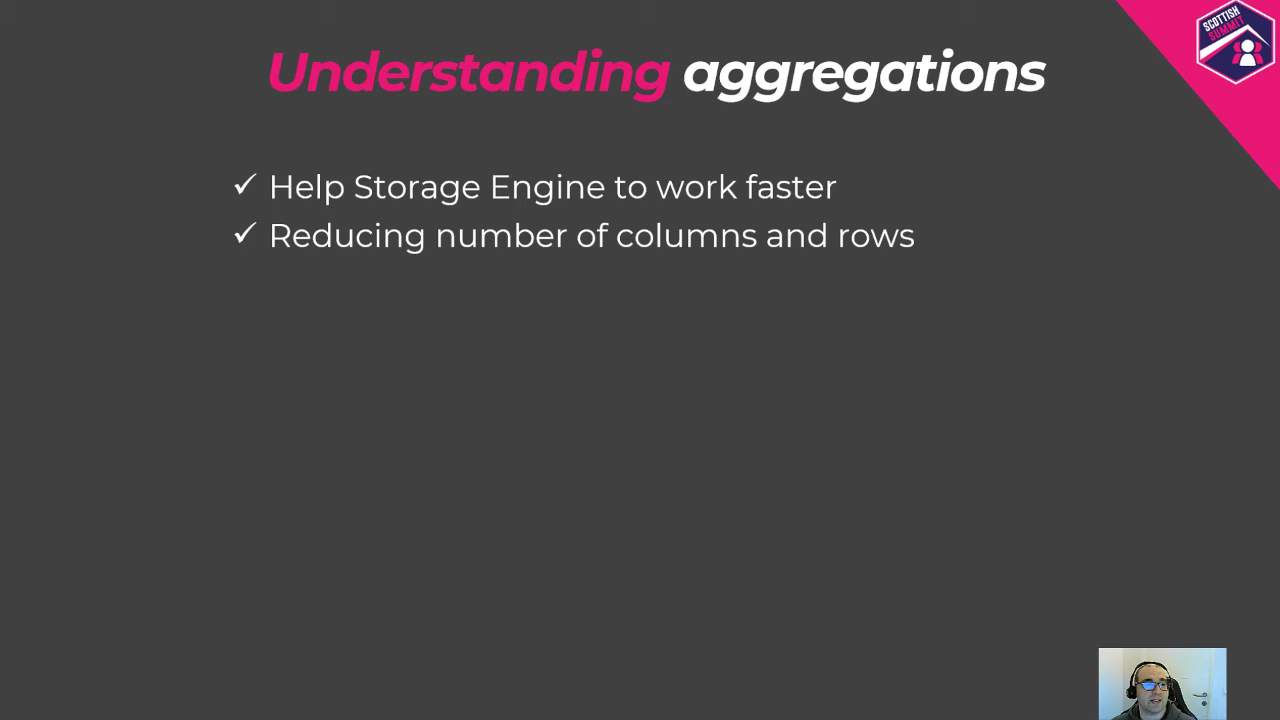 SCOTTISH
SUMMIT
Understanding aggregations
✓ Help Storage Engine to work faster
✓ Reducing number of columns and rows